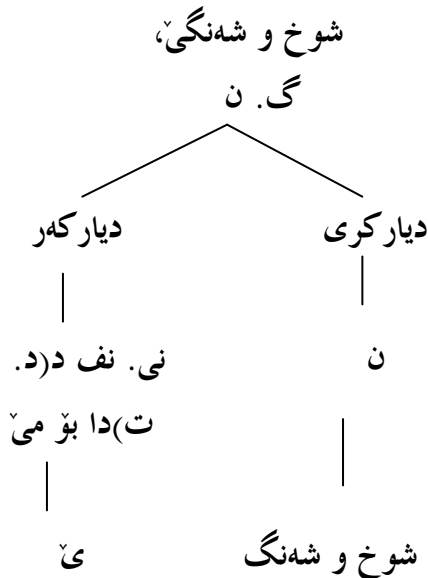 شوخ و شەنگێ،
گ. ن
دیارکری
دیارکەر
ن
نی. نف د(د.
ت)دا بۆ مێ
شوخ و شەنگ
ێ